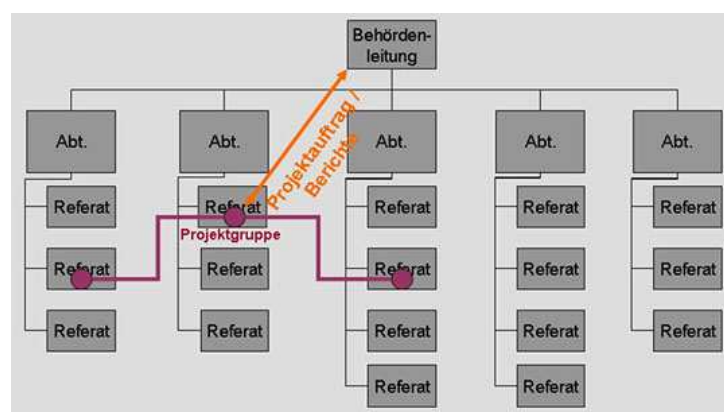 Behörden-
leitung
Projektauftrag /
Berichte
Abt.
Abt.
Abt.
Abt.
Abt.
Referat
Referat
Referat
Referat
Referat
Projektgruppe
Referat
Referat
Referat
Referat
Referat
Referat
Referat
Referat
Referat
Referat
Referat
Referat